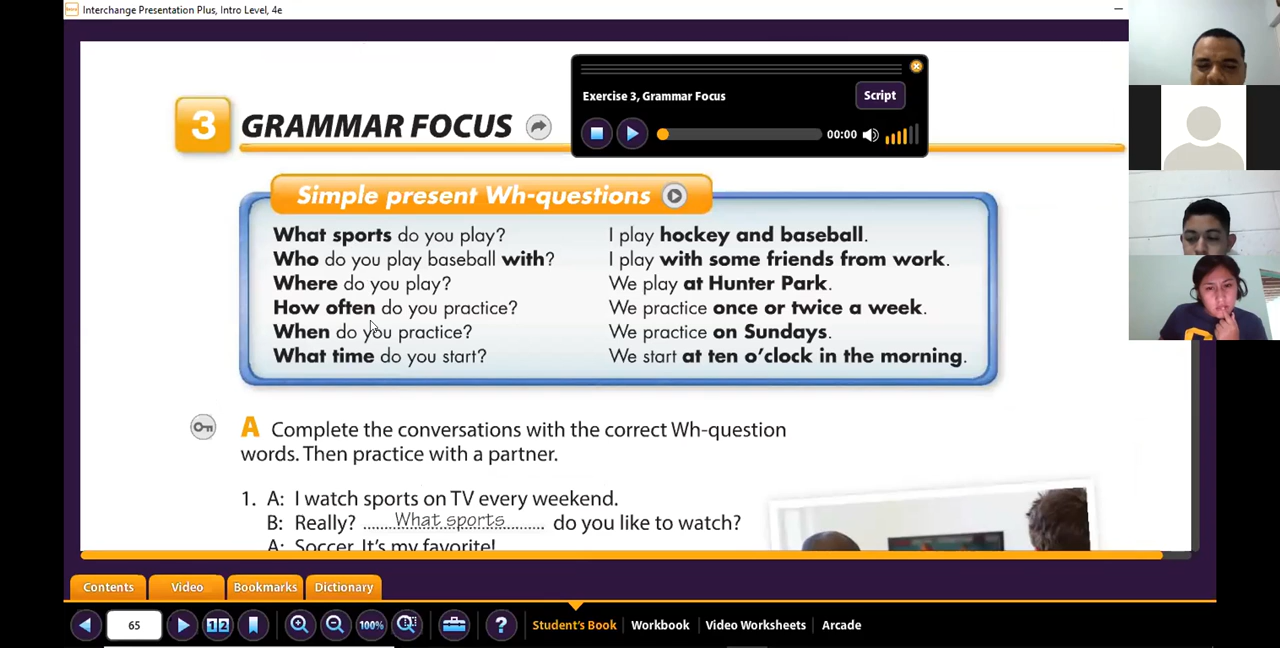 Interchange Presentation Plus, Intro Level, 4e
Exercise 3, Grammar Focus
Script
00:00
3 GRAMMAR FOCUS
Simple present Wh-questions
What sports do you play? I play hockey and baseball.
Who do you play baseball with? I play with some friends from work.
Where do you play? We play at Hunter Park.
How often do you practice? We practice once or twice a week.
When do you practice? We practice on Sundays.
What time do you start? We start at ten o'clock in the morning.
A Complete the conversations with the correct Wh-question
words. Then practice with a partner.
1. A: I watch sports on TV every weekend.
B: Really? What sports do you like to watch?
A: Soccer. It's my favorite!
Contents Video Bookmarks Dictionary
65 12 100% ? Student's Book Workbook Video Worksheets Arcade